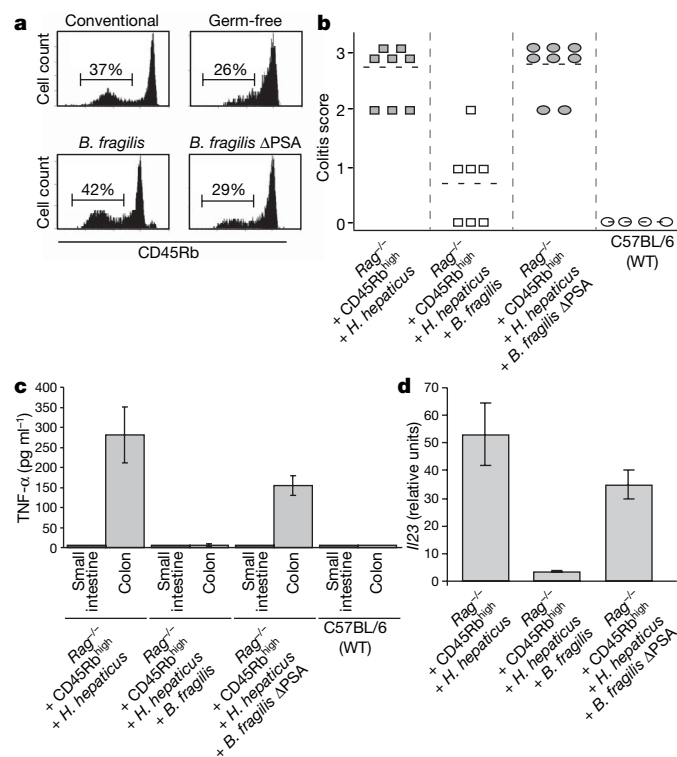 a
Conventional
Germ-free
Cell count
37%
26%
B. fragilis
B. fragilis ΔPSA
Cell count
42%
29%
CD45Rb
b
Colitis score
3
2
1
0
Rag–/–
+ CD45Rbhigh
+ H. hepaticus
Rag–/–
+ CD45Rbhigh
+ H. hepaticus
+ B. fragilis
Rag–/–
+ CD45Rbhigh
+ H. hepaticus
+ B. fragilis ΔPSA
C57BL/6
(WT)
c
TNF-α (pg ml–1)
400
350
300
250
200
150
100
50
0
Small
intestine
Colon
Small
intestine
Colon
Small
intestine
Colon
Small
intestine
Colon
Rag–/–
+ CD45Rbhigh
+ H. hepaticus
Rag–/–
+ CD45Rbhigh
+ H. hepaticus
+ B. fragilis
Rag–/–
+ CD45Rbhigh
+ H. hepaticus
+ B. fragilis ΔPSA
C57BL/6
(WT)
d
Il23 (relative units)
70
60
50
40
30
20
10
0
Rag–/–
+ CD45Rbhigh
+ H. hepaticus
Rag–/–
+ CD45Rbhigh
+ H. hepaticus
+ B. fragilis
Rag–/–
+ CD45Rbhigh
+ H. hepaticus
+ B. fragilis ΔPSA